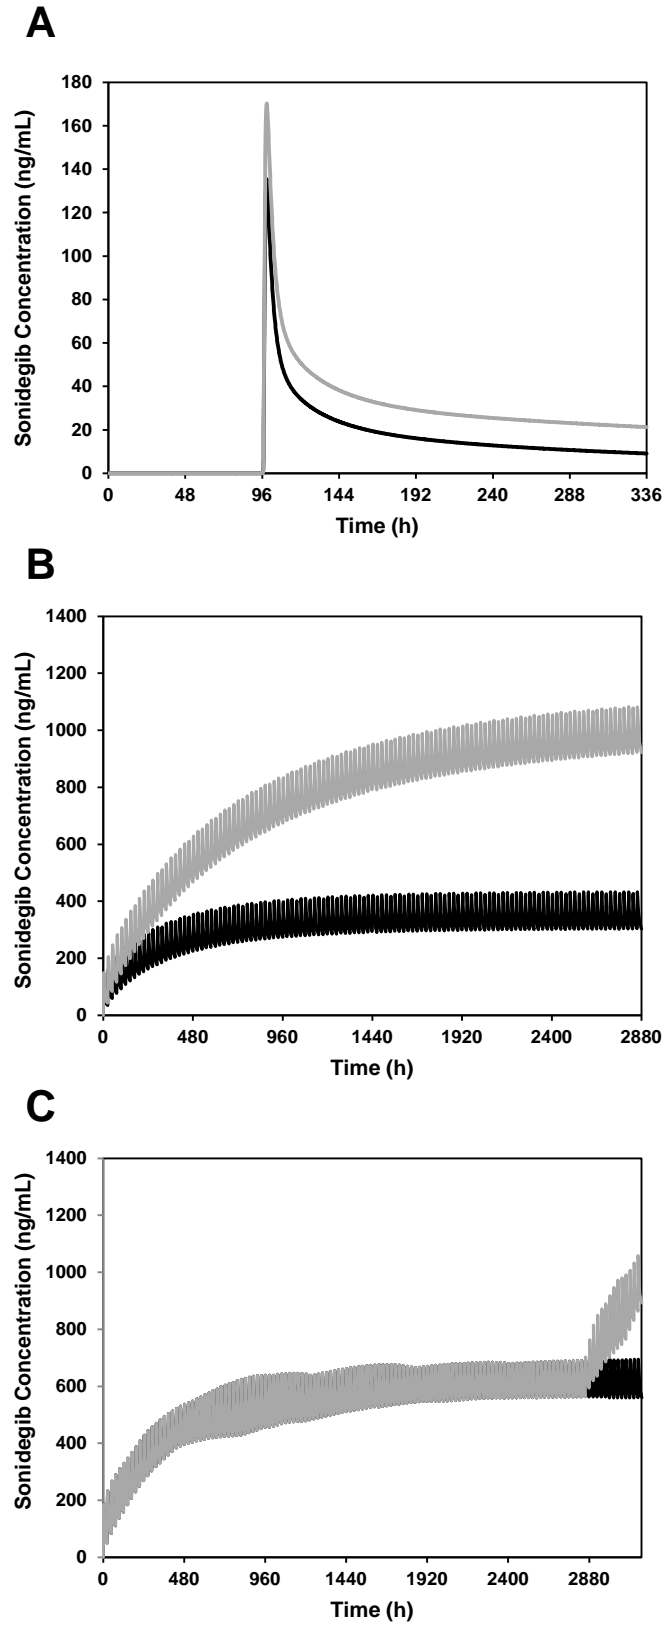 A
180
160
140
120
100
80
60
40
20
0
Sonidegib Concentration (ng/mL)
0 48 96 144 192 240 288 336
Time (h)
B
1400
1200
1000
800
600
400
200
0
Sonidegib Concentration (ng/mL)
0 480 960 1440 1920 2400 2880
Time (h)
C
1400
1200
1000
800
600
400
200
0
Sonidegib Concentration (ng/mL)
0 480 960 1440 1920 2400 2880
Time (h)